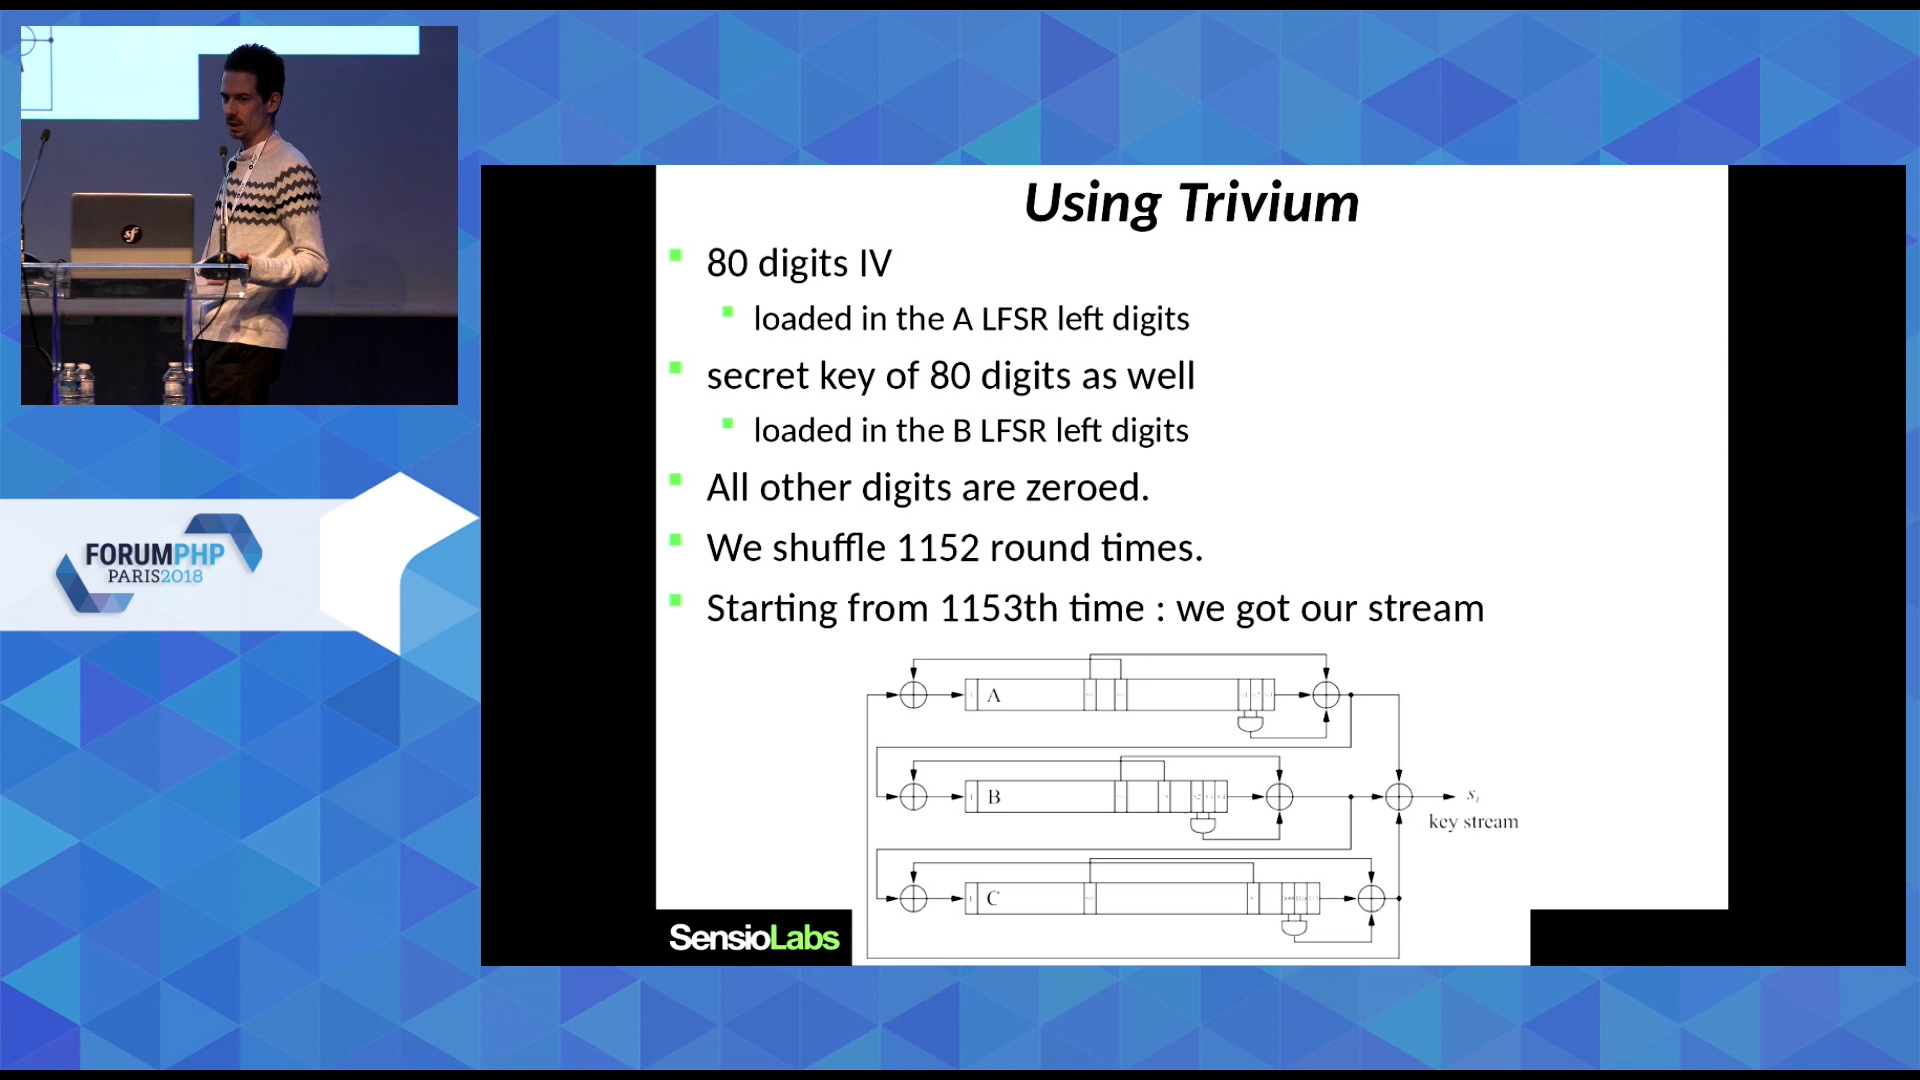 Using Trivium
80 digits IV
loaded in the A LFSR left digits
secret key of 80 digits as well
loaded in the B LFSR left digits
All other digits are zeroed.
We shuffle 1152 round times.
Starting from 1153th time : we got our stream
A
B
C
s_i
key stream
SensioLabs
FORUMPHP
PARIS2018
sf